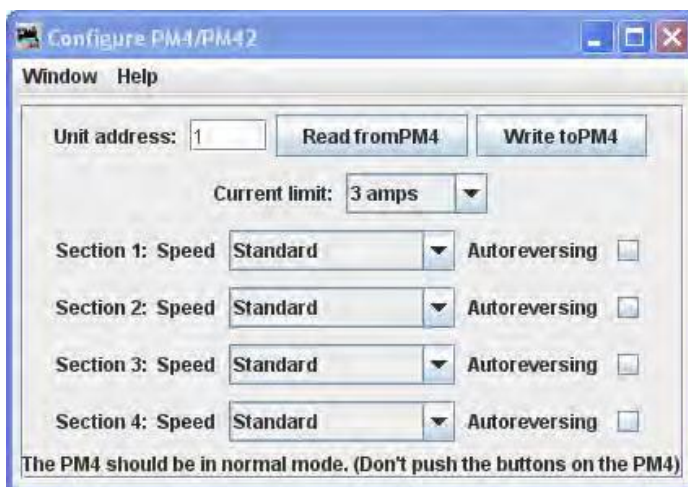 Configure PM4/PM42
Window Help
Unit address: 1 Read fromPM4 Write toPM4
Current limit: 3 amps
Section 1: Speed Standard Autoreversing
Section 2: Speed Standard Autoreversing
Section 3: Speed Standard Autoreversing
Section 4: Speed Standard Autoreversing
The PM4 should be in normal mode. (Don't push the buttons on the PM4)